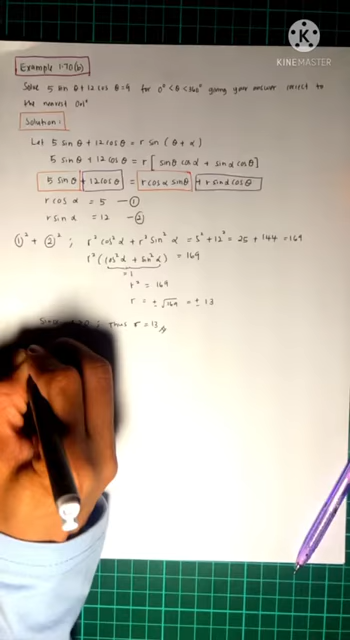 KINEMASTER
Example 1.70 (b)
Solve 5 sin θ + 12 cos θ = 4 for 0° < θ < 360° giving your answer correct to
the nearest 0.1°
Solution:
Let 5 sin θ + 12 cos θ = r sin (θ + α)
5 sin θ + 12 cos θ = r [sin θ cos α + sin α cos θ]
5 sin θ + 12 cos θ = r cos α sin θ + r sin α cos θ
r cos α = 5 — ①
r sin α = 12 — ②
①² + ②² ; r² cos² α + r² sin² α = 5² + 12² = 25 + 144 = 169
r² (cos² α + sin² α) = 169
=1
r² = 169
r = ± √169 = ± 13
Since r > 0 ; Thus r = 13 //